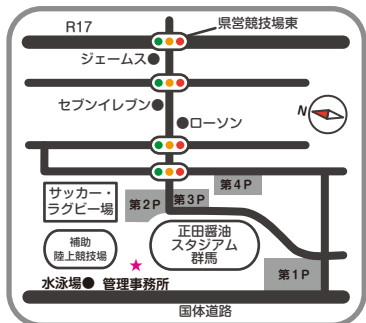 R17
県営競技場東
ジェームス
セブンイレブン
N
ローソン
サッカー・
ラグビー場
第2P
第3P
第4P
補助
陸上競技場
正田醤油
スタジアム
群馬
第1P
水泳場
管理事務所
国体道路